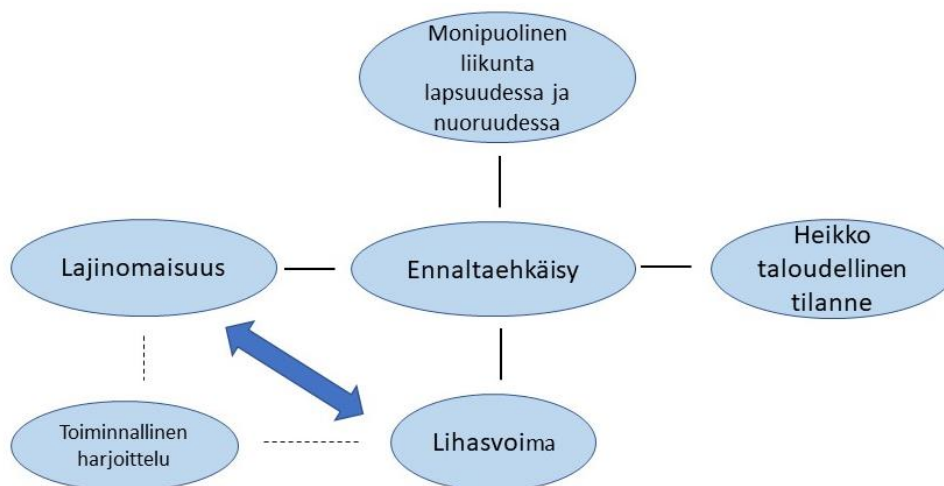 Monipuolinen
liikunta
lapsuudessa ja
nuoruudessa
Lajinomaisuus
Ennaltaehkäisy
Heikko
taloudellinen
tilanne
Toiminnallinen
harjoittelu
Lihasvoima